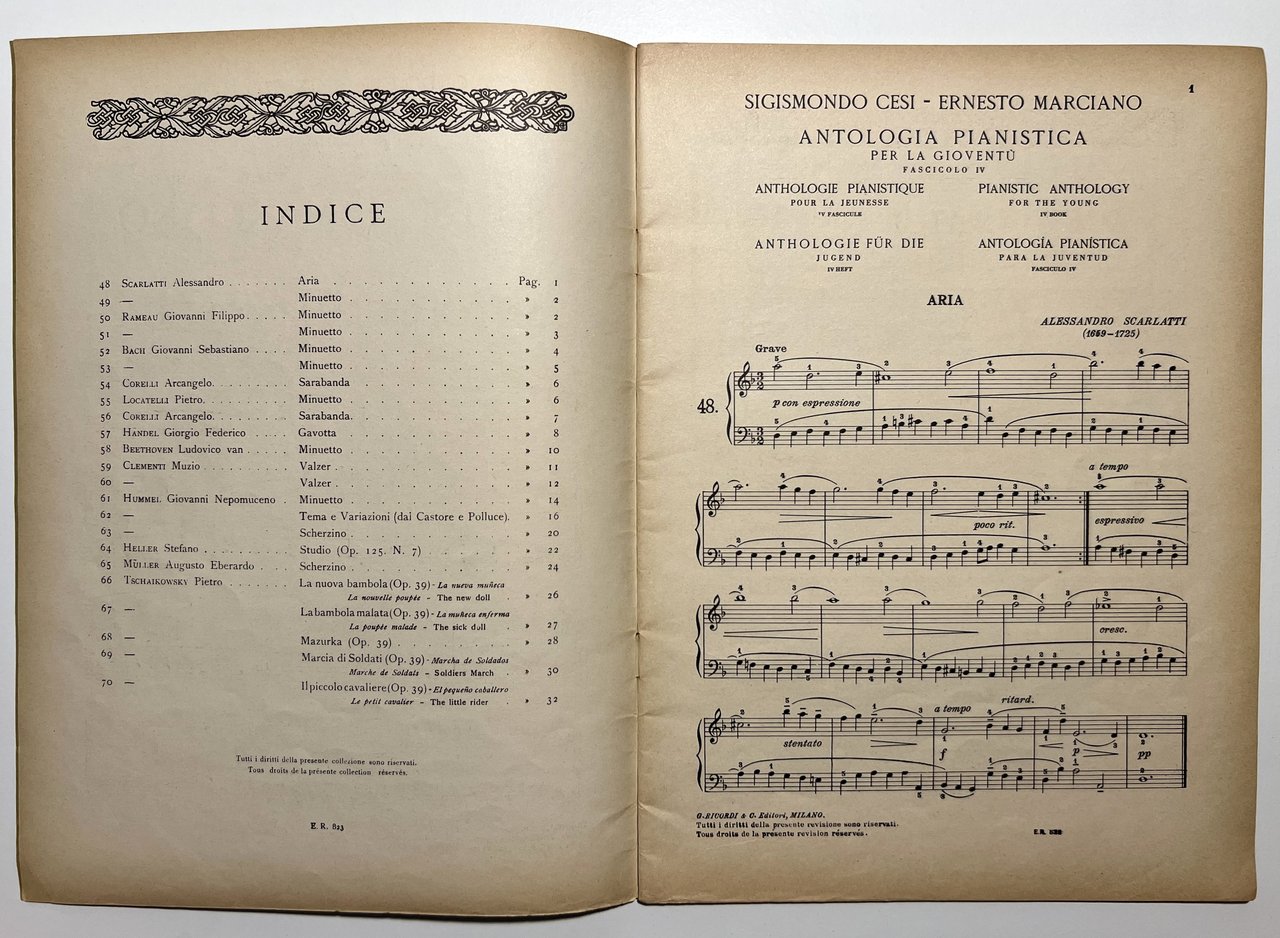 INDICE
48 SCARLATTI Alessandro . . . . . . . Aria . . . . . . . . . . . Pag. 1
49 — Minuetto . . . . . . . . . . » 2
50 RAMEAU Giovanni Filippo . . . . . Minuetto . . . . . . . . . . » 2
51 — Minuetto . . . . . . . . . . » 3
52 BACH Giovanni Sebastiano . . . . Minuetto . . . . . . . . . . » 4
53 — Minuetto . . . . . . . . . . » 5
54 CORELLI Arcangelo. . . . . . . . . Sarabanda . . . . . . . . . » 6
55 LOCATELLI Pietro. . . . . . . . . . Minuetto . . . . . . . . . . » 6
56 CORELLI Arcangelo. . . . . . . . . Sarabanda. . . . . . . . . . » 7
57 HÄNDEL Giorgio Federico . . . . Gavotta . . . . . . . . . . » 8
58 BEETHOVEN Ludovico van . . . . . Minuetto . . . . . . . . . . » 10
59 CLEMENTI Muzio . . . . . . . . . . Valzer . . . . . . . . . . . » 11
60 — Valzer . . . . . . . . . . . » 12
61 HUMMEL Giovanni Nepomuceno . Minuetto . . . . . . . . . . » 14
62 — Tema e Variazioni (dal Castore e Polluce). » 16
63 — Scherzino . . . . . . . . . . » 20
64 HELLER Stefano . . . . . . . . . . Studio (Op. 125. N. 7) . . . . . . » 22
65 MÜLLER Augusto Eberardo . . . . Scherzino . . . . . . . . . . » 24
66 TSCHAIKOWSKY Pietro . . . . . . . La nuova bambola (Op. 39) - La nueva muñeca
La nouvelle poupée - The new doll . » 26
67 — La bambola malata (Op. 39) - La muñeca enferma
La poupée malade - The sick doll . » 27
68 — Mazurka (Op. 39) . . . . . . . . » 28
69 — Marcia di Soldati (Op. 39) - Marcha de Soldados
Marche de Soldats - Soldiers March . » 30
70 — Il piccolo cavaliere (Op. 39) - El pequeño caballero
Le petit cavalier - The little rider . » 32
Tutti i diritti della presente collezione sono riservati.
Tous droits de la présente collection réservés.
E. R. 823
1
SIGISMONDO CESI - ERNESTO MARCIANO
ANTOLOGIA PIANISTICA
PER LA GIOVENTÙ
FASCICOLO IV
ANTHOLOGIE PIANISTIQUE
POUR LA JEUNESSE
IV FASCICULE
PIANISTIC ANTHOLOGY
FOR THE YOUNG
IV BOOK
ANTHOLOGIE FÜR DIE
JUGEND
IV HEFT
ANTOLOGÍA PIANÍSTICA
PARA LA JUVENTUD
FASCICULO IV
ARIA
ALESSANDRO SCARLATTI
(1659-1725)
Grave
48.
p con espressione
a tempo
poco rit.
espressivo
cresc.
stentato
a tempo
ritard.
f
p
pp
G. RICORDI & C. Editori, MILANO.
Tutti i diritti della presente revisione sono riservati.
Tous droits de la presente revision réservés.
E.R. 823